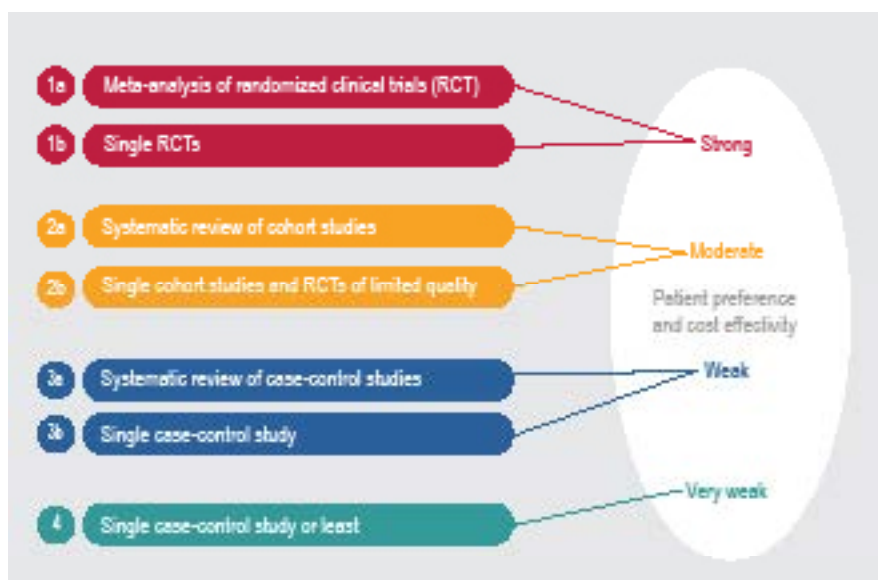 1a Meta-analysis of randomized clinical trials (RCT)
1b Single RCTs
Strong
2a Systematic review of cohort studies
Moderate
2b Single cohort studies and RCTs of limited quality
Patient preference
and cost effectivity
3a Systematic review of case-control studies
Weak
3b Single case-control study
Very weak
4 Single case-control study or least